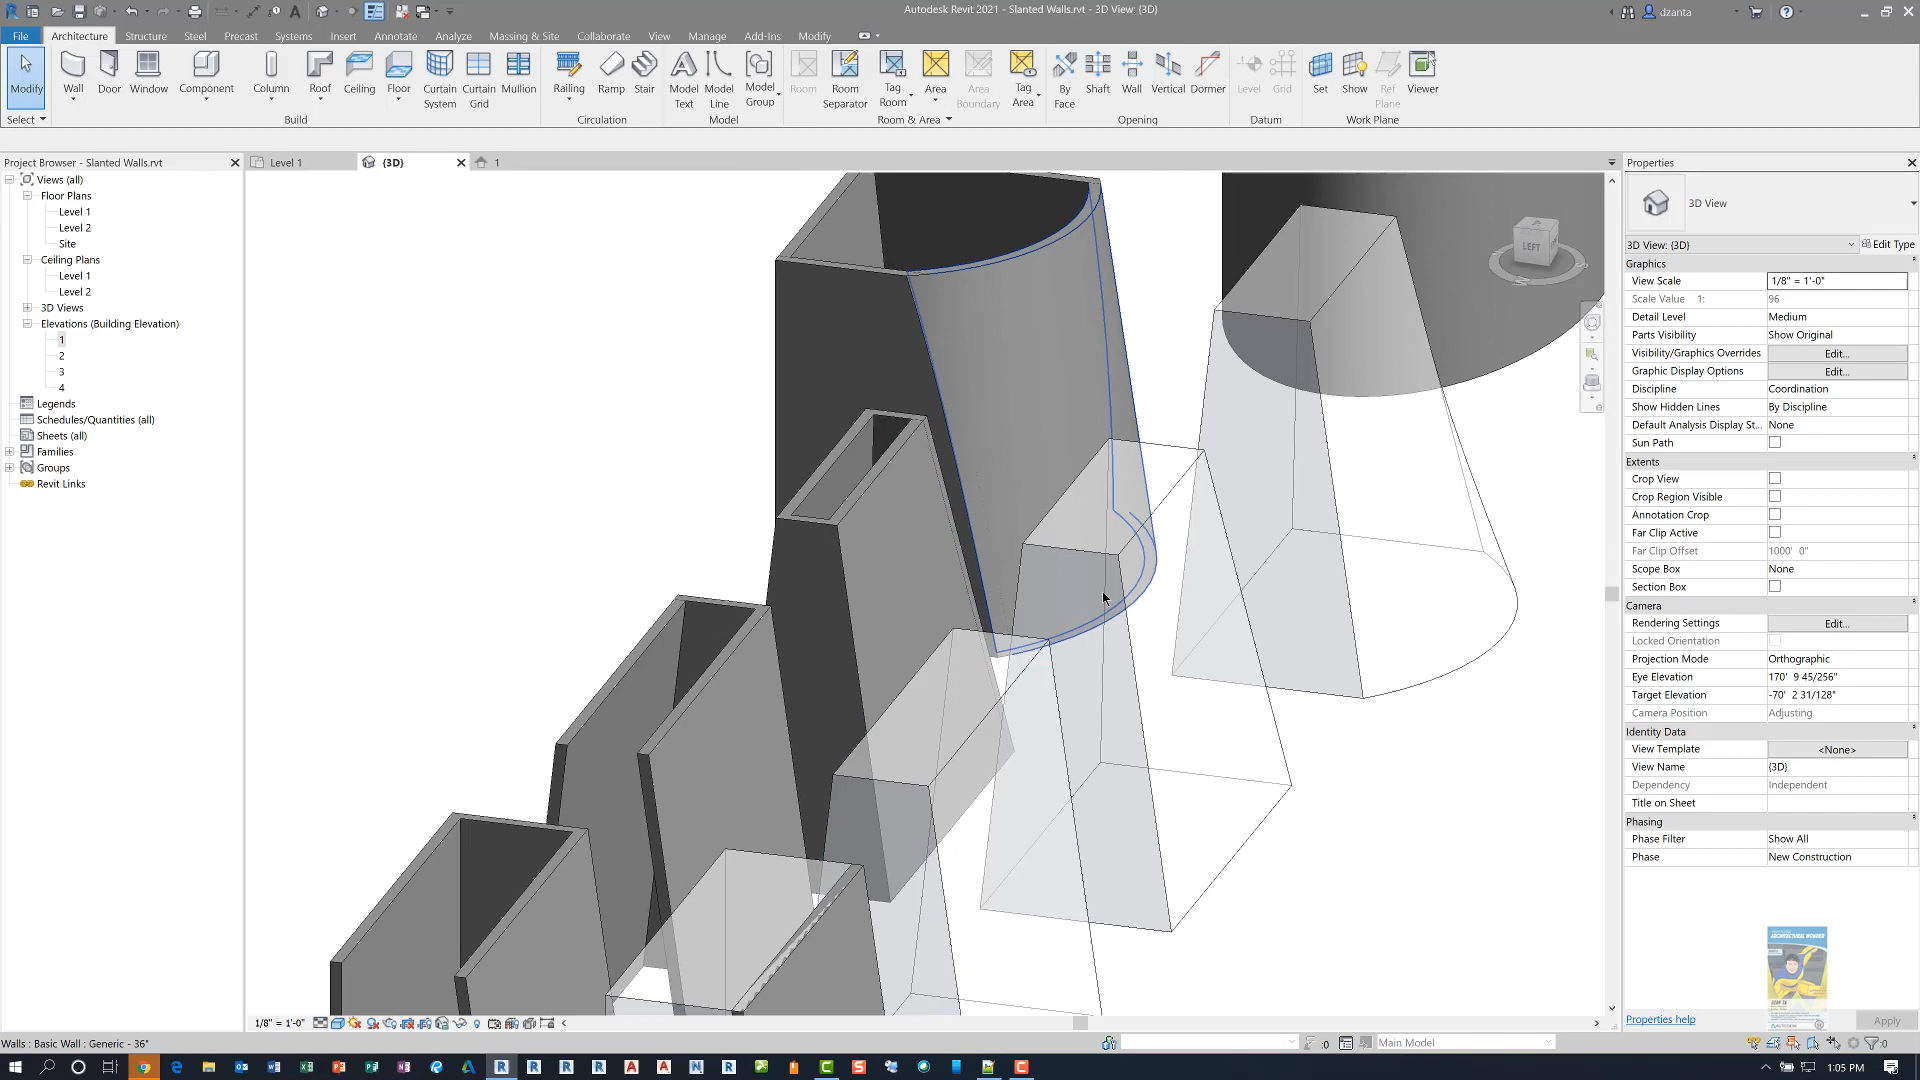 Autodesk Revit 2021 - Slanted Walls.rvt - 3D View: {3D}
dzanta
File Architecture Structure Steel Precast Systems Insert Annotate Analyze Massing & Site Collaborate View Manage Add-Ins Modify
Modify Wall Door Window Component Column Roof Ceiling Floor Curtain System Curtain Grid Mullion Railing Ramp Stair Model Text Model Line Model Group Room Room Separator Tag Room Area Area Boundary Tag Area By Face Shaft Wall Vertical Dormer Level Grid Set Show Ref Plane Viewer
Select Build Circulation Model Room & Area Opening Datum Work Plane
Project Browser - Slanted Walls.rvt
Level 1
{3D}
1
Views (all)
Floor Plans
Level 1
Level 2
Site
Ceiling Plans
Level 1
Level 2
3D Views
Elevations (Building Elevation)
1
2
3
4
Legends
Schedules/Quantities (all)
Sheets (all)
Families
Groups
Revit Links
LEFT
Properties
3D View
3D View: {3D} Edit Type
Graphics
View Scale 1/8" = 1'-0"
Scale Value 1: 96
Detail Level Medium
Parts Visibility Show Original
Visibility/Graphics Overrides Edit...
Graphic Display Options Edit...
Discipline Coordination
Show Hidden Lines By Discipline
Default Analysis Display St... None
Sun Path
Extents
Crop View
Crop Region Visible
Annotation Crop
Far Clip Active
Far Clip Offset 1000' 0"
Scope Box None
Section Box
Camera
Rendering Settings Edit...
Locked Orientation
Projection Mode Orthographic
Eye Elevation 170' 9 45/256"
Target Elevation -70' 2 31/128"
Camera Position Adjusting
Identity Data
View Template <None>
View Name {3D}
Dependency Independent
Title on Sheet
Phasing
Phase Filter Show All
Phase New Construction
ARCHITECTURAL WONDER
Properties help Apply
1/8" = 1'-0"
Walls : Basic Wall : Generic - 36"
:0
Main Model
:0
1:05 PM